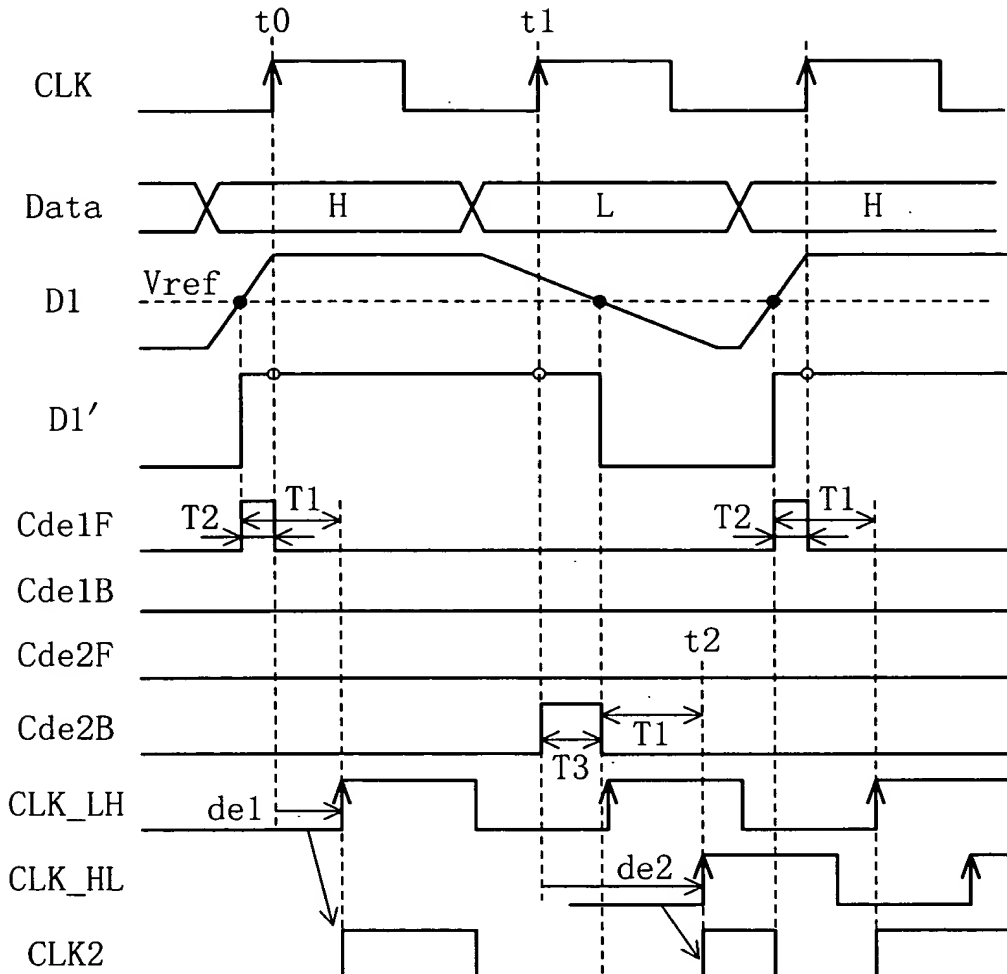 t0 t1
CLK
Data H L H
Vref
D1
D1′
Cde1F T2 T1 T2 T1
Cde1B
Cde2F t2
Cde2B T3 T1
CLK_LH de1
CLK_HL de2
CLK2